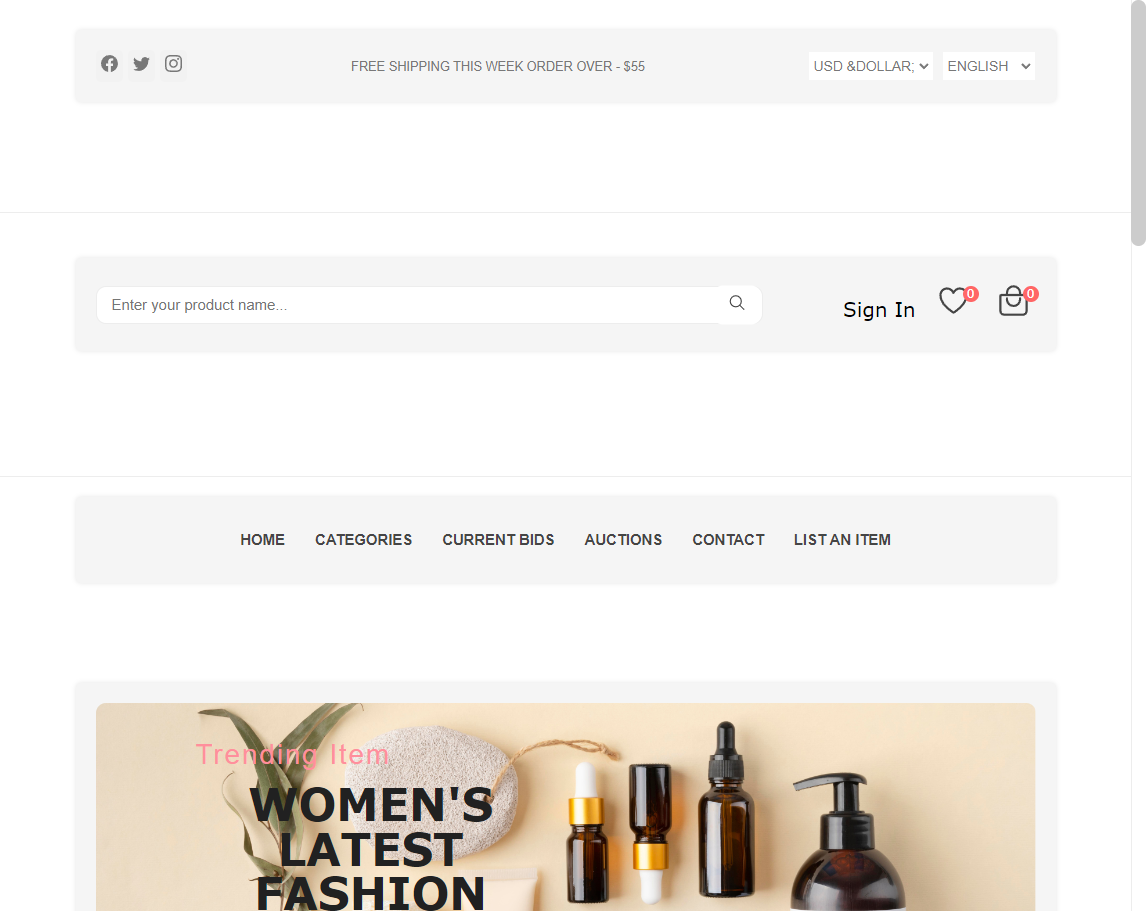 FREE SHIPPING THIS WEEK ORDER OVER - $55
USD &DOLLAR;
ENGLISH
Enter your product name...
Sign In
0
0
HOME
CATEGORIES
CURRENT BIDS
AUCTIONS
CONTACT
LIST AN ITEM
Trending Item
WOMEN'S
LATEST
FASHION